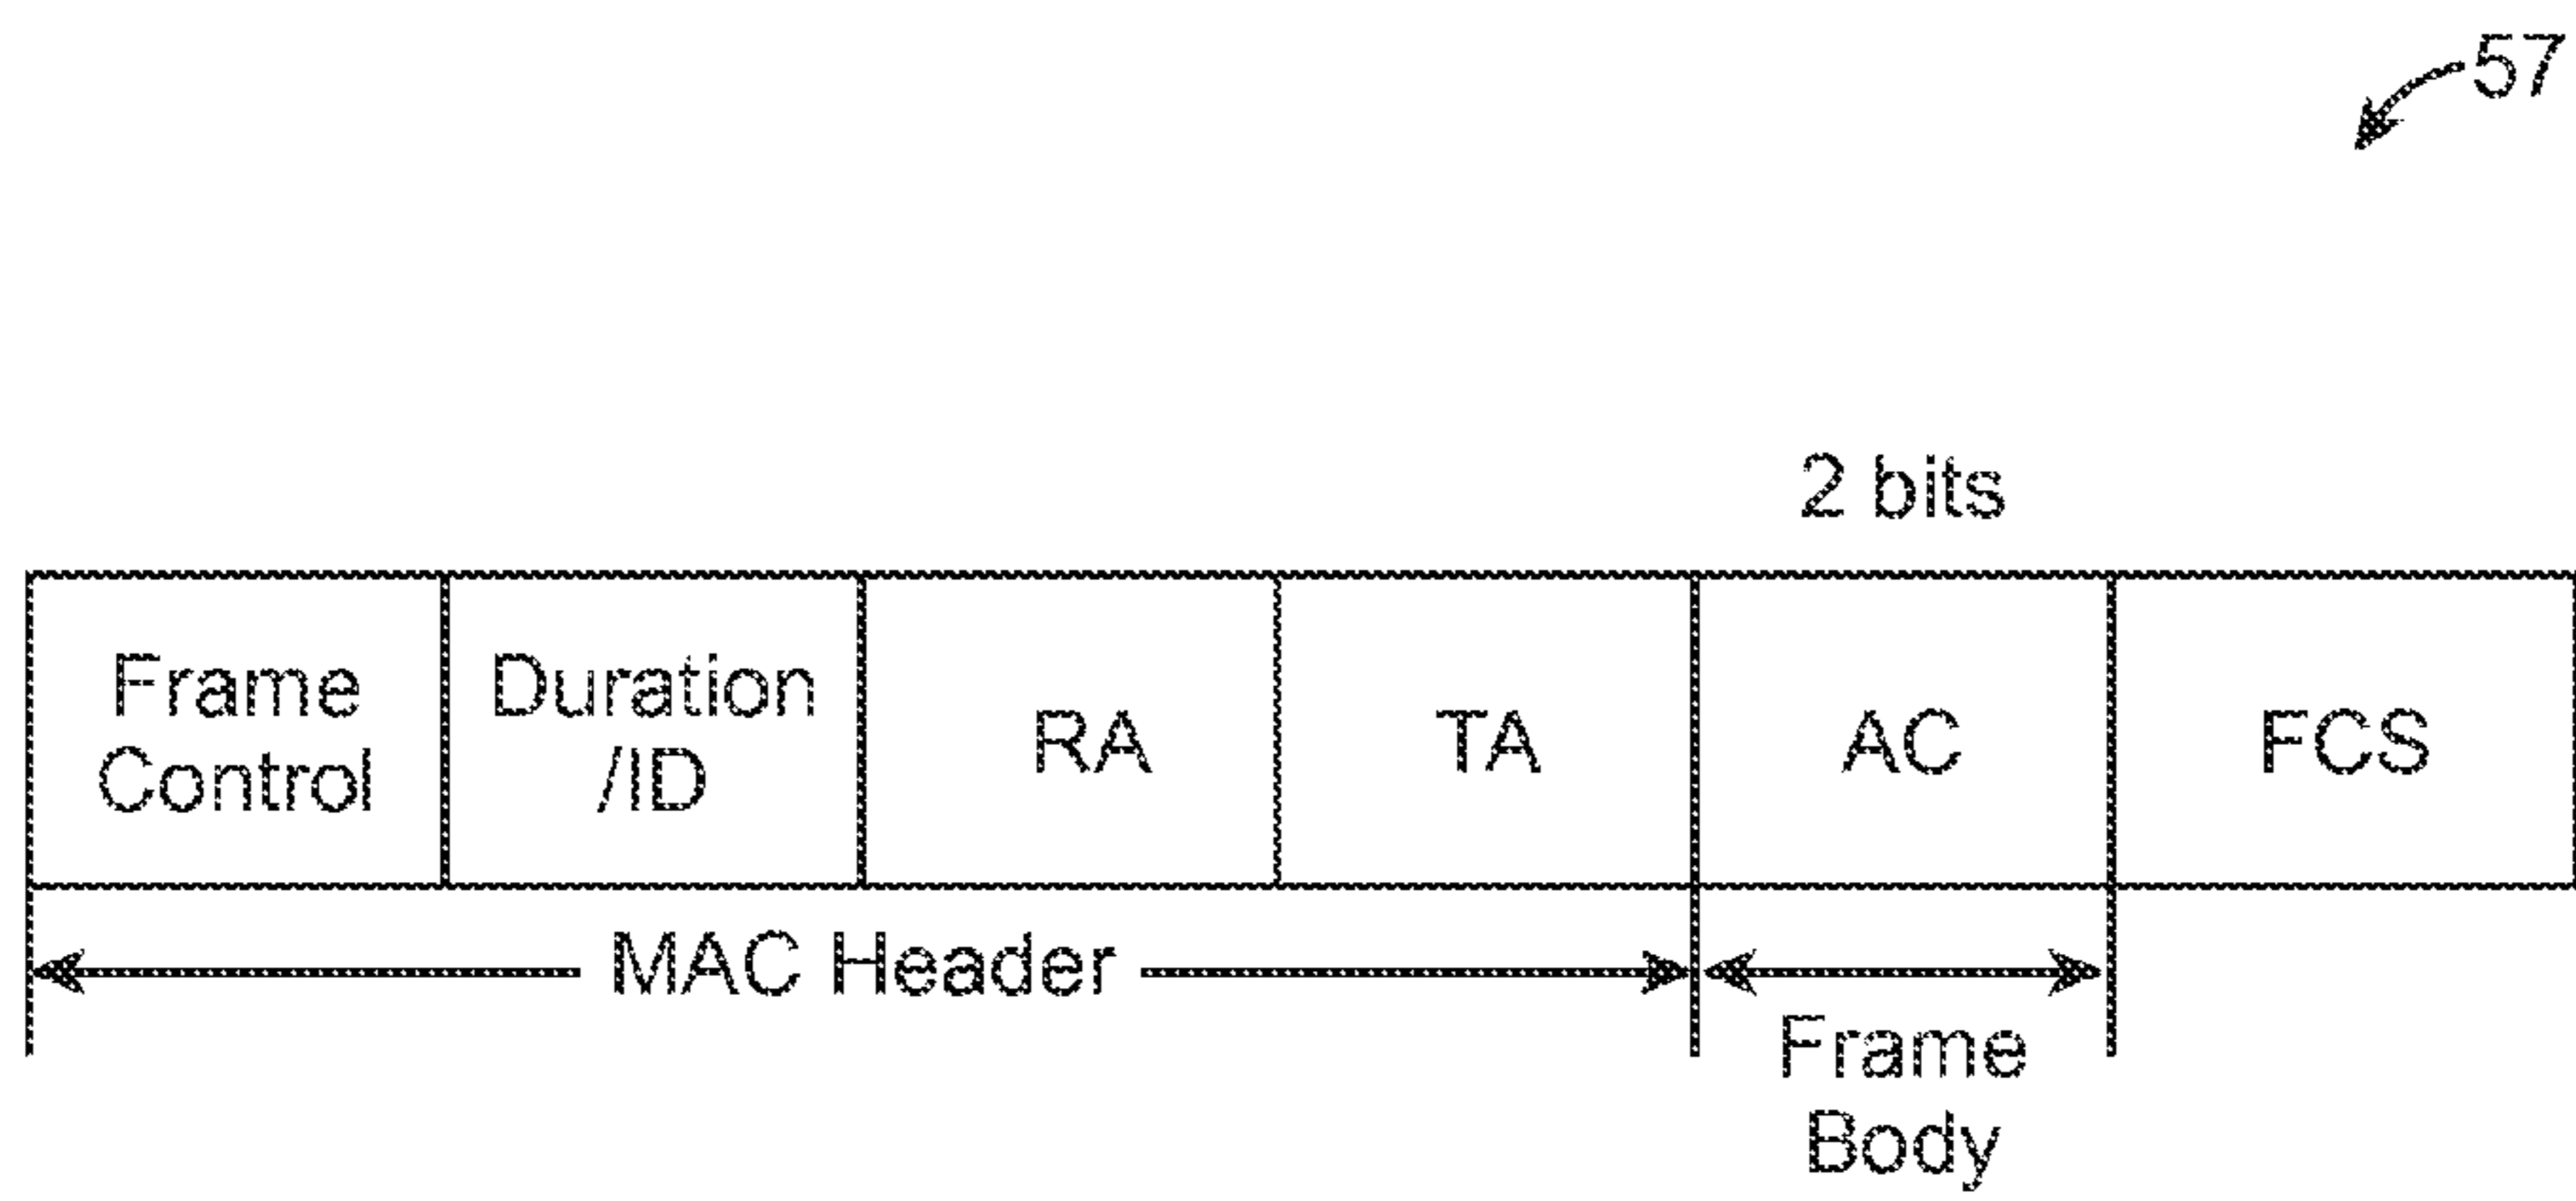 57
2 bits
Frame
Control
Duration
/ID
RA
TA
AC
FCS
MAC Header
Frame
Body